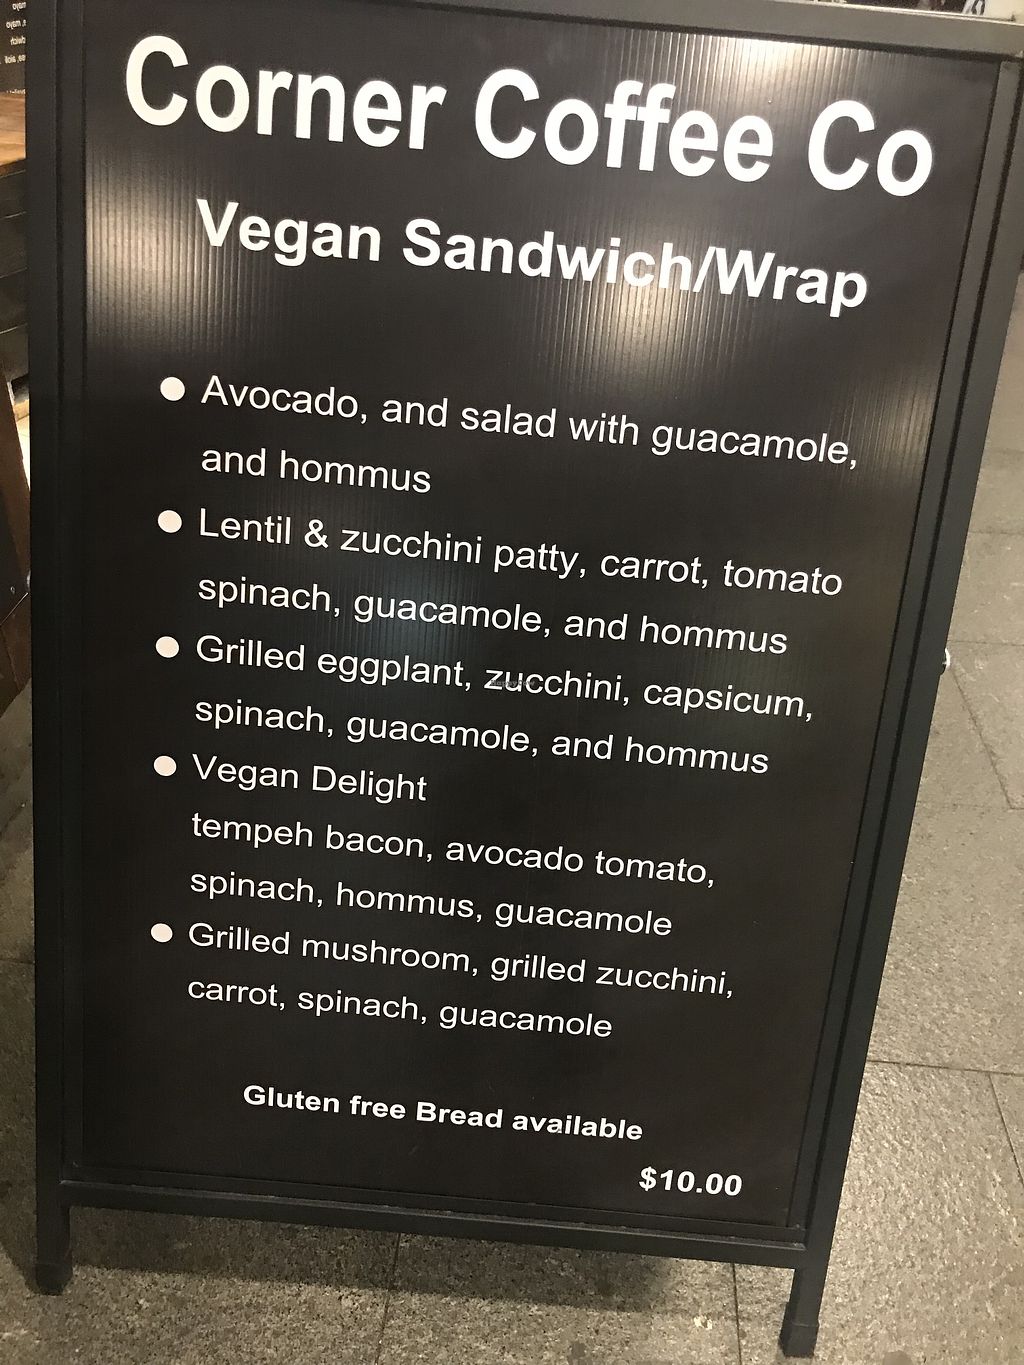 Corner Coffee Co
Vegan Sandwich/Wrap
● Avocado, and salad with guacamole,
and hommus
● Lentil & zucchini patty, carrot, tomato
spinach, guacamole, and hommus
● Grilled eggplant, zucchini, capsicum,
spinach, guacamole, and hommus
● Vegan Delight
tempeh bacon, avocado tomato,
spinach, hommus, guacamole
● Grilled mushroom, grilled zucchini,
carrot, spinach, guacamole
Gluten free Bread available
$10.00